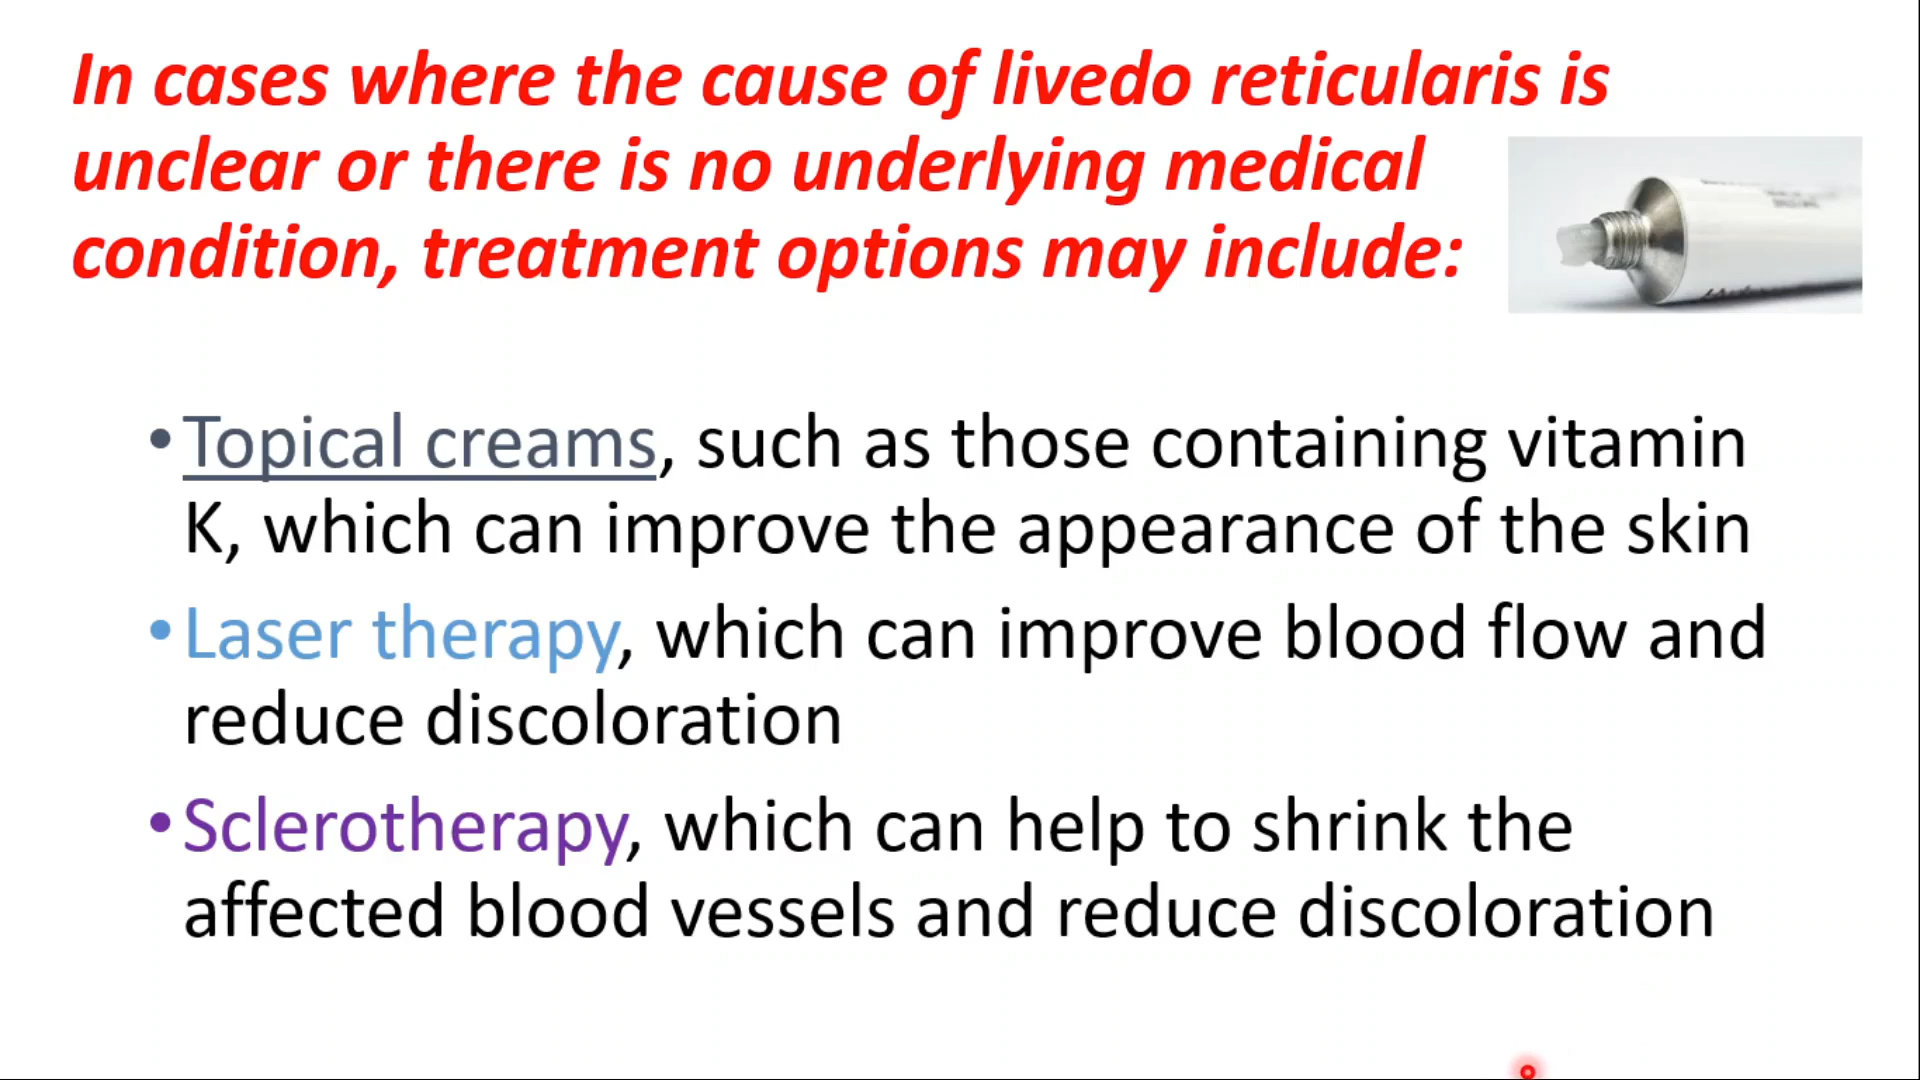 In cases where the cause of livedo reticularis is
unclear or there is no underlying medical
condition, treatment options may include:
•Topical creams, such as those containing vitamin
K, which can improve the appearance of the skin
•Laser therapy, which can improve blood flow and
reduce discoloration
•Sclerotherapy, which can help to shrink the
affected blood vessels and reduce discoloration